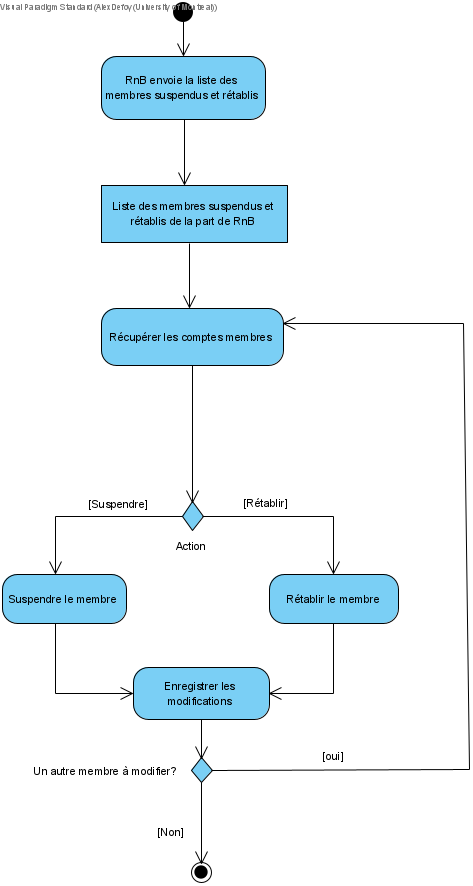 Visual Paradigm Standard (Alex Defoy (University of Montreal))
RnB envoie la liste des
membres suspendus et rétablis
Liste des membres suspendus et
rétablis de la part de RnB
Récupérer les comptes membres
[Suspendre]
[Rétablir]
Action
Suspendre le membre
Rétablir le membre
Enregistrer les
modifications
[oui]
Un autre membre à modifier?
[Non]